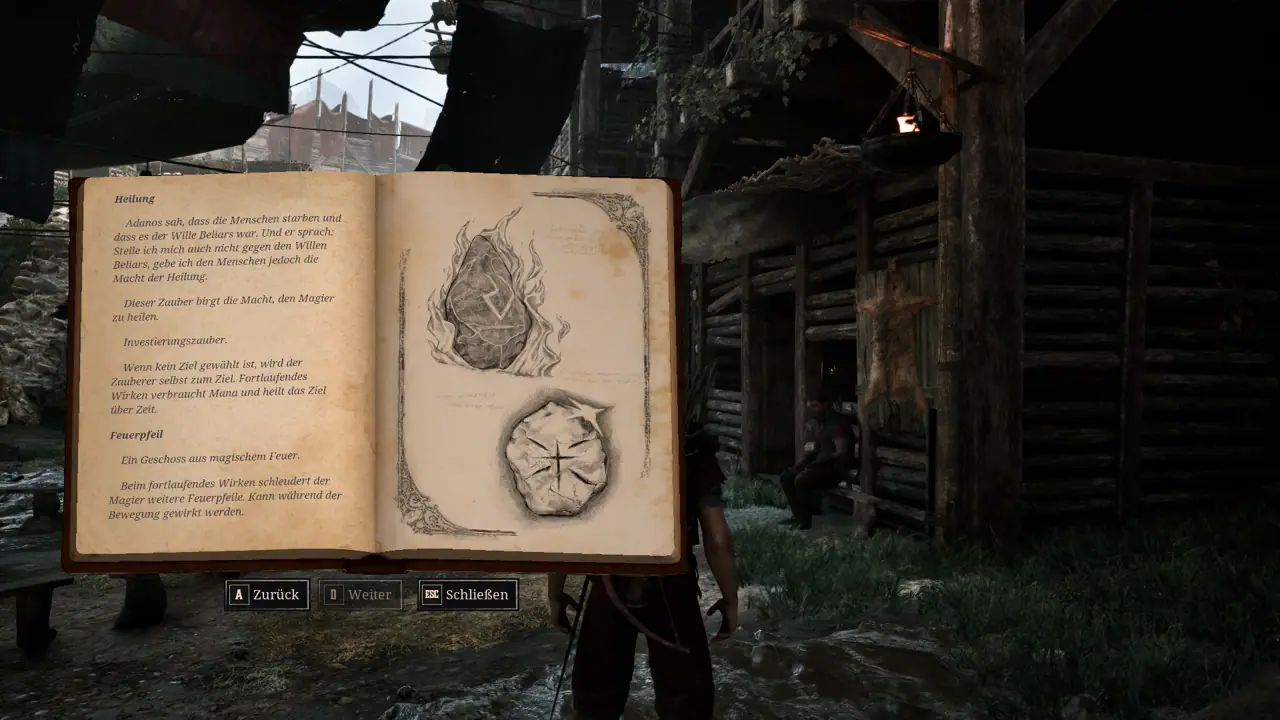 Heilung
Adanos sah, dass die Menschen starben und
dass es der Wille Beliars war. Und er sprach:
Stelle ich mich auch nicht gegen den Willen
Beliars, gebe ich den Menschen jedoch die
Macht der Heilung.
Dieser Zauber birgt die Macht, den Magier
zu heilen.
Investierungszauber.
Wenn kein Ziel gewählt ist, wird der
Zauberer selbst zum Ziel. Fortlaufendes
Wirken verbraucht Mana und heilt das Ziel
über Zeit.
Feuerpfeil
Ein Geschoss aus magischem Feuer.
Beim fortlaufenden Wirken schleudert der
Magier weitere Feuerpfeile. Kann während der
Bewegung gewirkt werden.
A Zurück
D Weiter
ESC Schließen